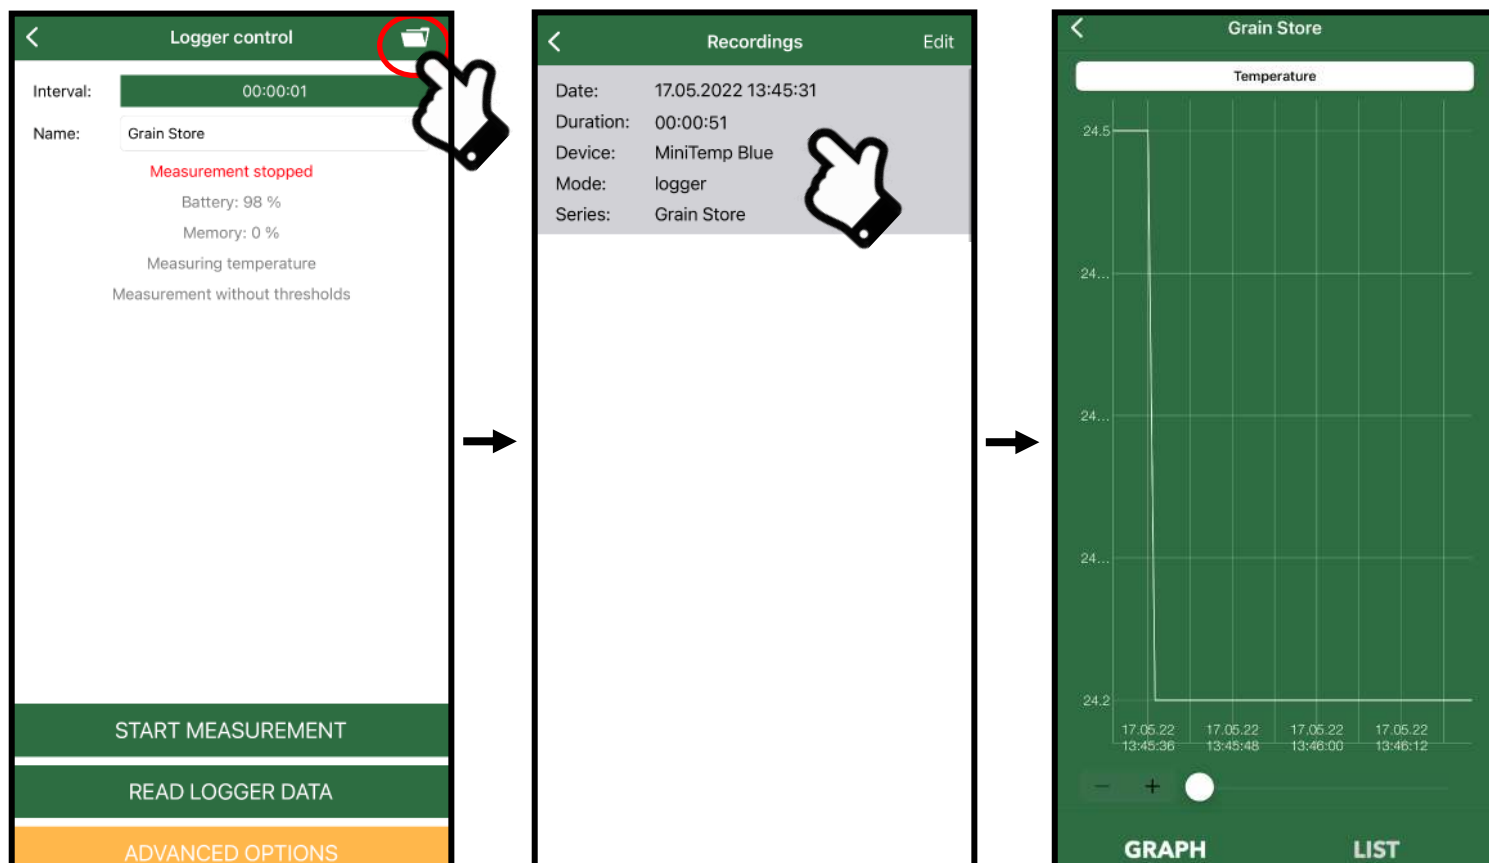 Logger control
Interval: 00:00:01
Name: Grain Store
Measurement stopped
Battery: 98 %
Memory: 0 %
Measuring temperature
Measurement without thresholds
START MEASUREMENT
READ LOGGER DATA
ADVANCED OPTIONS
Recordings Edit
Date: 17.05.2022 13:45:31
Duration: 00:00:51
Device: MiniTemp Blue
Mode: logger
Series: Grain Store
Grain Store
Temperature
24.5
24...
24...
24...
24.2
17.05.22 17.05.22 17.05.22 17.05.22
13:45:36 13:45:48 13:46:00 13:46:12
− +
GRAPH LIST